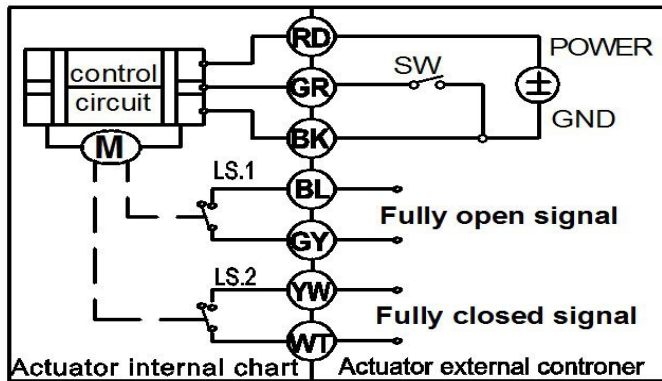 RD
POWER
control
circuit
GR
SW
±
GND
BK
M
LS.1
BL
Fully open signal
GY
LS.2
YW
Fully closed signal
WT
Actuator internal chart
Actuator external controner